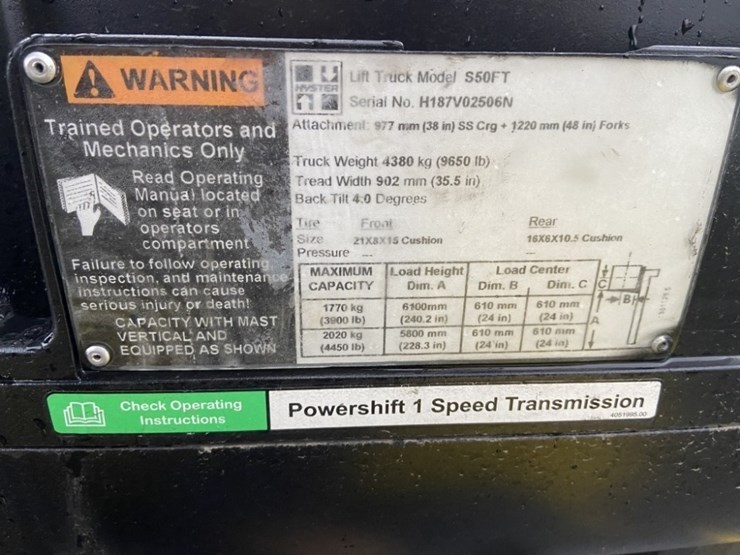 WARNING
Trained Operators and
Mechanics Only
Read Operating
Manual located
on seat or in
operators
compartment
Failure to follow operating,
inspection, and maintenance
instructions can cause
serious injury or death!
CAPACITY WITH MAST
VERTICAL AND
EQUIPPED AS SHOWN
HYSTER
Lift Truck Model S50FT
Serial No. H187V02506N
Attachment: 977 mm (38 in) SS Crg + 1220 mm (48 in) Forks
Truck Weight 4380 kg (9650 lb)
Tread Width 902 mm (35.5 in)
Back Tilt 4.0 Degrees
Tire Front Rear
Size 21X8X15 Cushion 16X6X10.5 Cushion
Pressure --- ---
MAXIMUM CAPACITY Load Height Dim. A Load Center Dim. B Dim. C
1770 kg (3900 lb) 6100mm (240.2 in) 610 mm (24 in) 610 mm (24 in)
2020 kg (4450 lb) 5800mm (228.3 in) 610 mm (24 in) 610 mm (24 in)
C
B
A
Check Operating
Instructions
Powershift 1 Speed Transmission